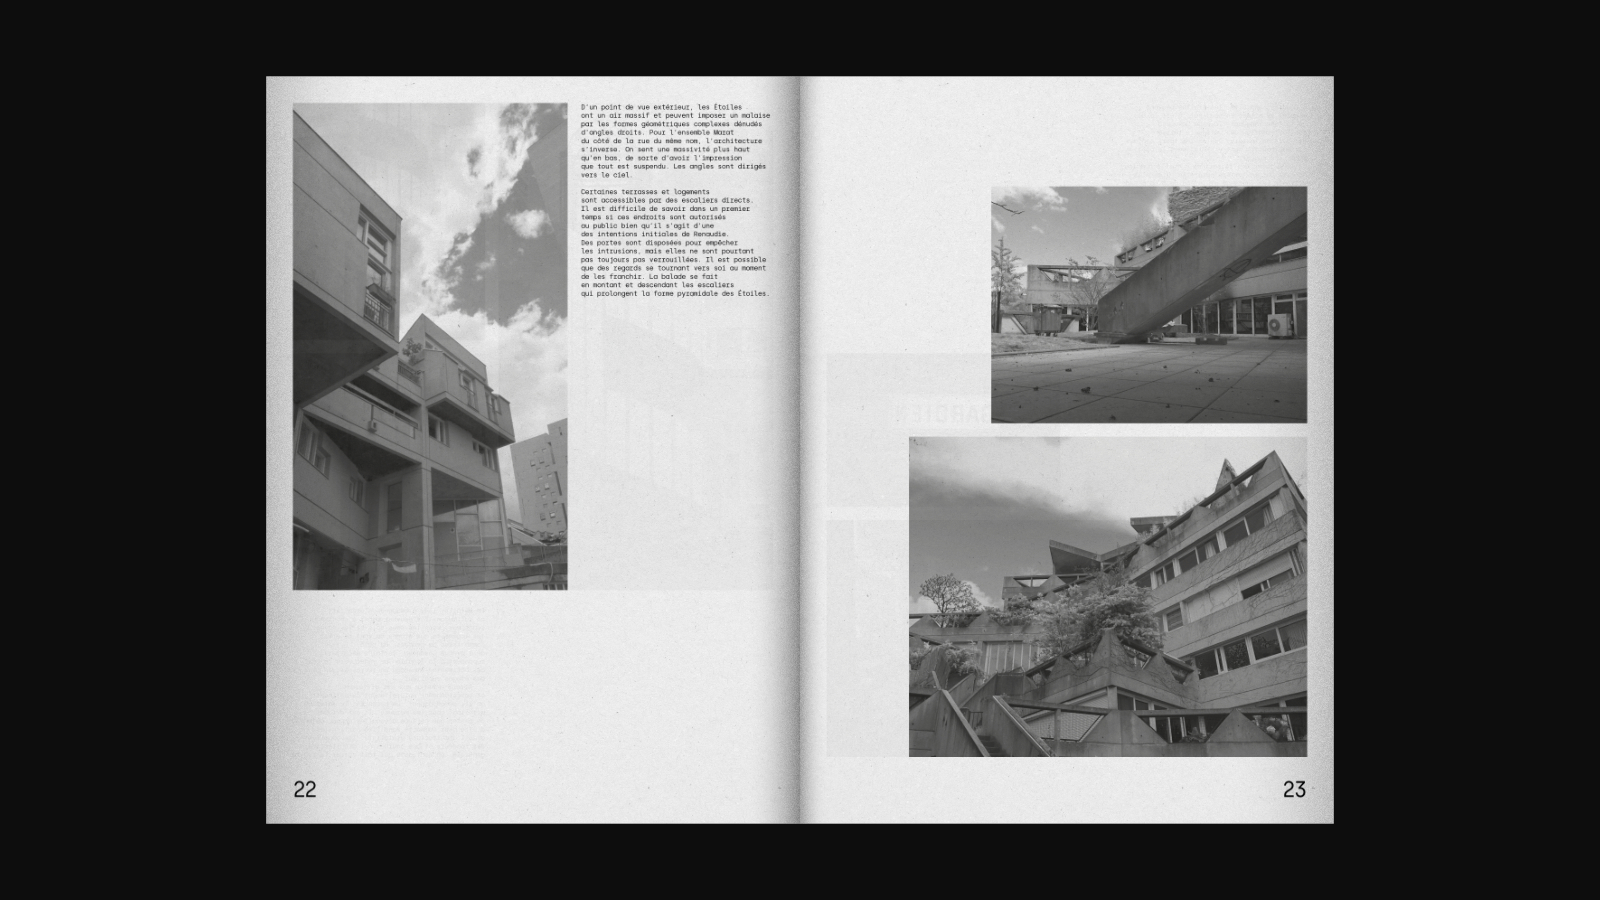 D'un point de vue extérieur, les Étoiles
ont un air massif et peuvent imposer un malaise
par les formes géométriques complexes dénudés
d'angles droits. Pour l'ensemble Marat
du côté de la rue du même nom, l'architecture
s'inverse. On sent une massivité plus haut
qu'en bas, de sorte d'avoir l'impression
que tout est suspendu. Les angles sont dirigés
vers le ciel.
Certaines terrasses et logements
sont accessibles par des escaliers directs.
Il est difficile de savoir dans un premier
temps si ces endroits sont autorisés
au public bien qu'il s'agit d'une
des intentions initiales de Renaudie.
Des portes sont disposées pour empêcher
les intrusions, mais elles ne sont pourtant
pas toujours pas verrouillées. Il est possible
que des regards se tournant vers soi au moment
de les franchir. La balade se fait
en montant et descendant les escaliers
qui prolongent la forme pyramidale des Étoiles.
22
23